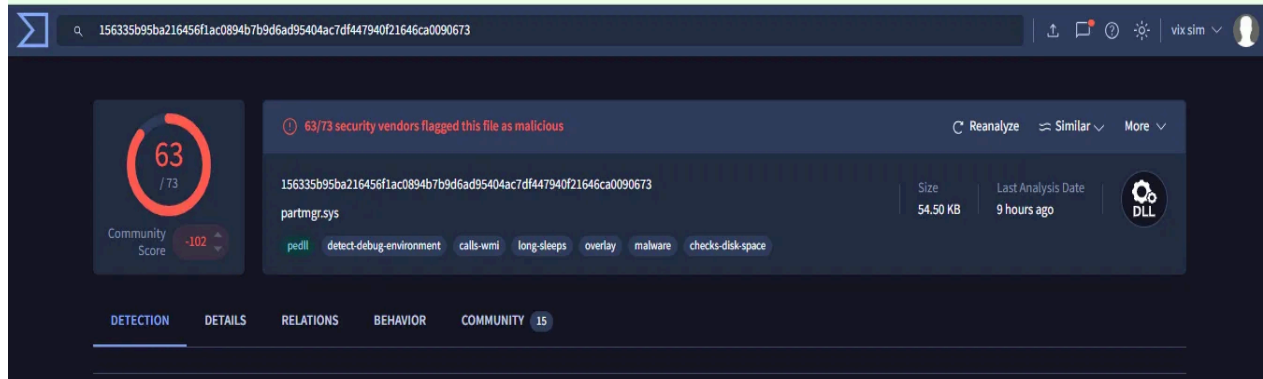 156335b95ba216456f1ac0894b7b9d6ad95404ac7df447940f21646ca0090673
vix sim
63
/ 73
Community
Score
-102
63/73 security vendors flagged this file as malicious
Reanalyze
Similar
More
156335b95ba216456f1ac0894b7b9d6ad95404ac7df447940f21646ca0090673
partmgr.sys
Size
54.50 KB
Last Analysis Date
9 hours ago
DLL
pedll detect-debug-environment calls-wmi long-sleeps overlay malware checks-disk-space
DETECTION DETAILS RELATIONS BEHAVIOR COMMUNITY 15